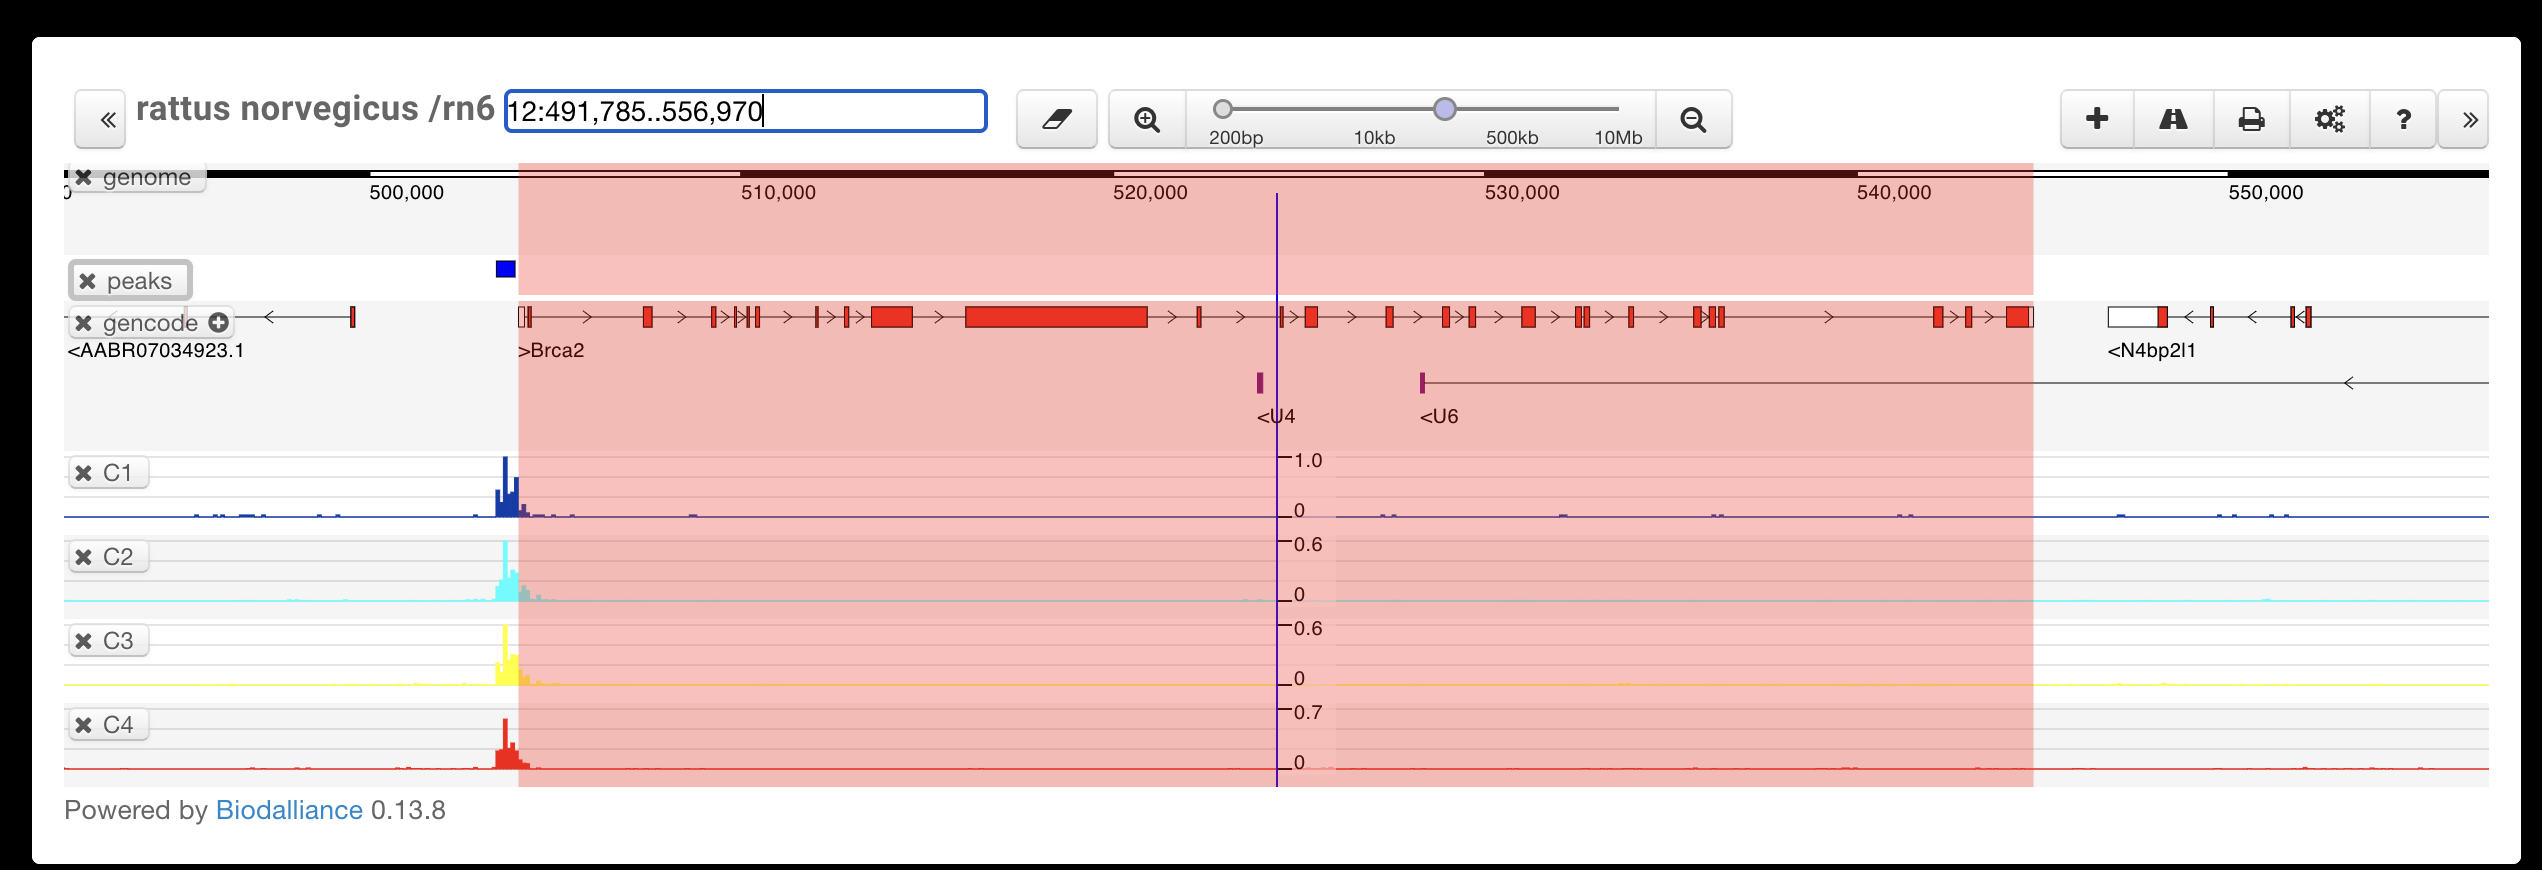 rattus norvegicus /rn6 12:491,785..556,970
200bp 10kb 500kb 10Mb
?
genome
0 500,000 510,000 520,000 530,000 540,000 550,000
peaks
gencode
<AABR07034923.1 >Brca2 <N4bp2l1
<U4 <U6
C1 1.0
0
C2 0.6
0
C3 0.6
0
C4 0.7
0
Powered by Biodalliance 0.13.8